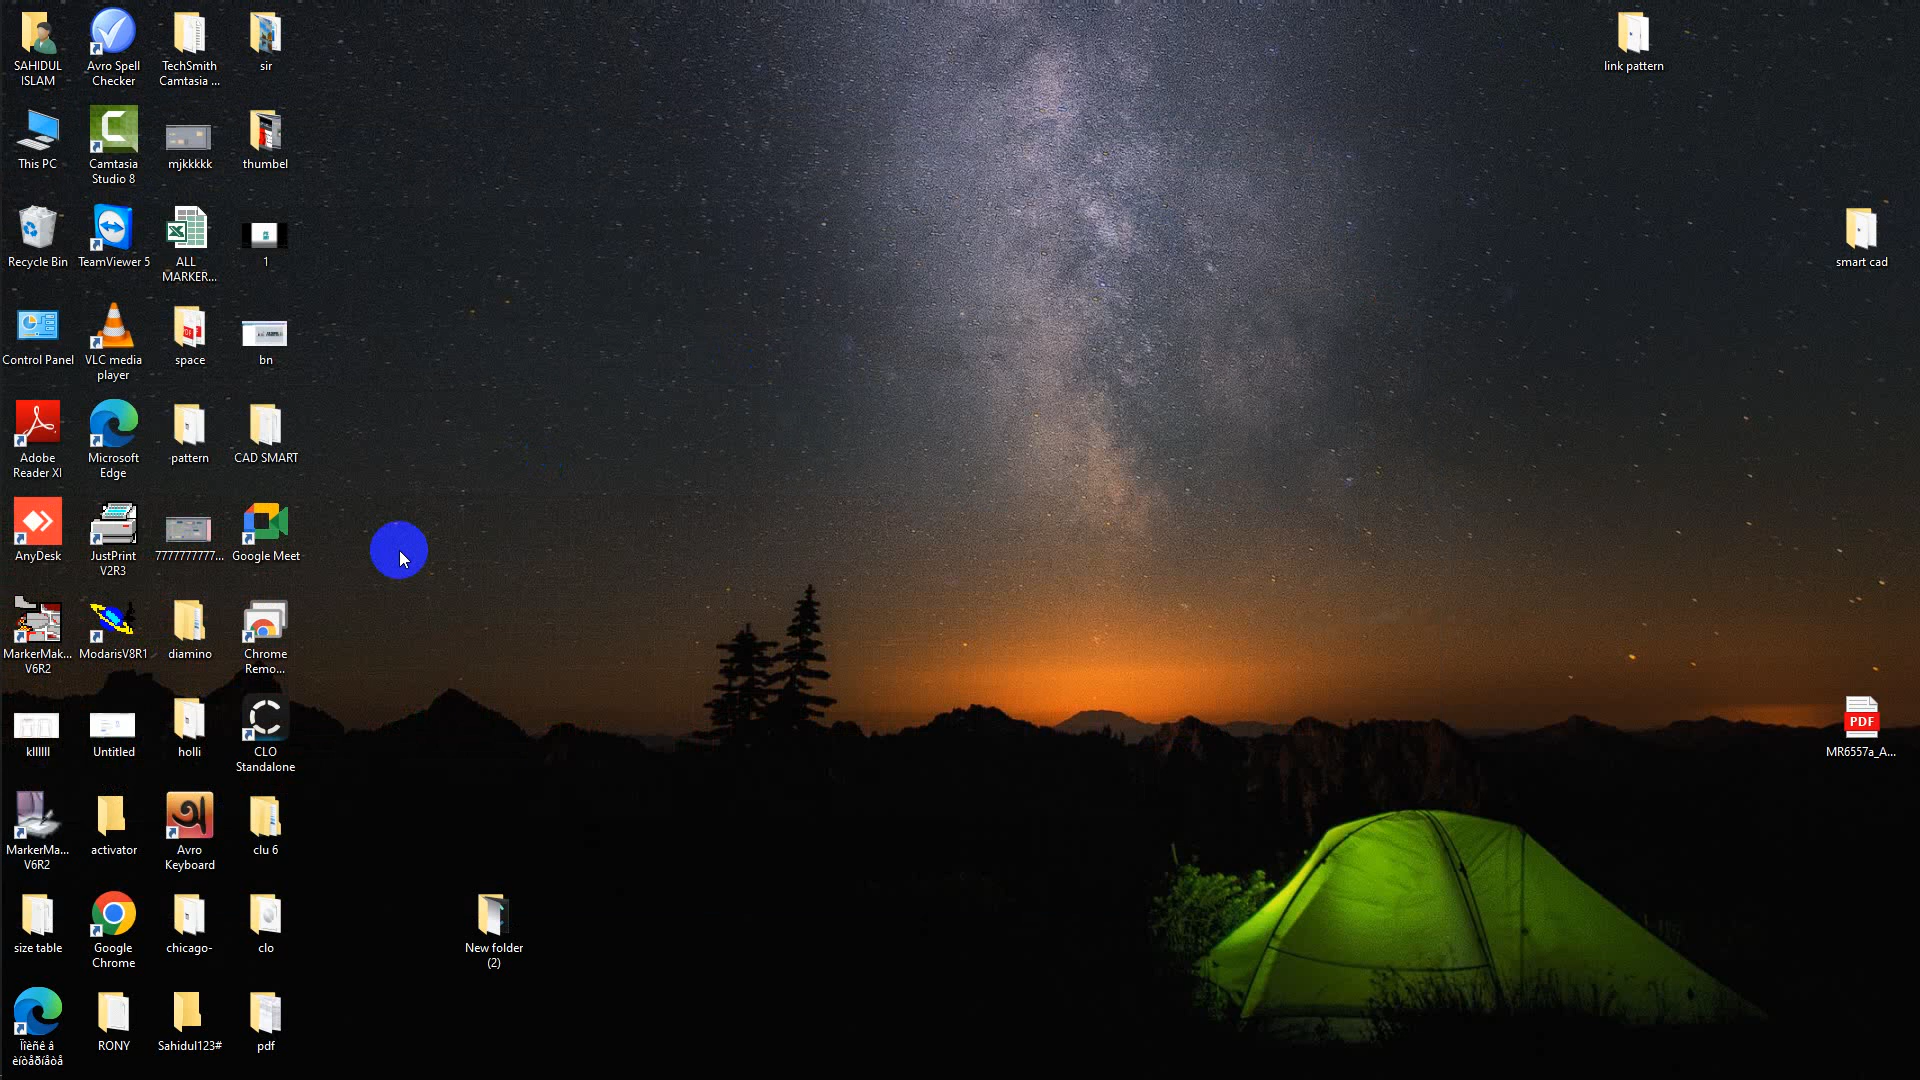 SAHIDUL
ISLAM
Avro Spell
Checker
TechSmith
Camtasia ...
sir
link pattern
This PC
Camtasia
Studio 8
mjkkkkk
thumbel
Recycle Bin
TeamViewer 5
ALL
MARKER...
1
smart cad
Control Panel
VLC media
player
space
bn
Adobe
Reader XI
Microsoft
Edge
pattern
CAD SMART
AnyDesk
JustPrint
V2R3
7777777777...
Google Meet
MarkerMak...
V6R2
ModarisV8R1
diamino
Chrome
Remo...
Untitled
holli
CLO
Standalone
PDF
MR6557a_A...
MarkerMa...
V6R2
activator
অ
Avro
Keyboard
clu 6
size table
Google
Chrome
chicago-
clo
New folder
(2)
Ïîèñê â
èíòåðíåòå
RONY
Sahidul123#
pdf